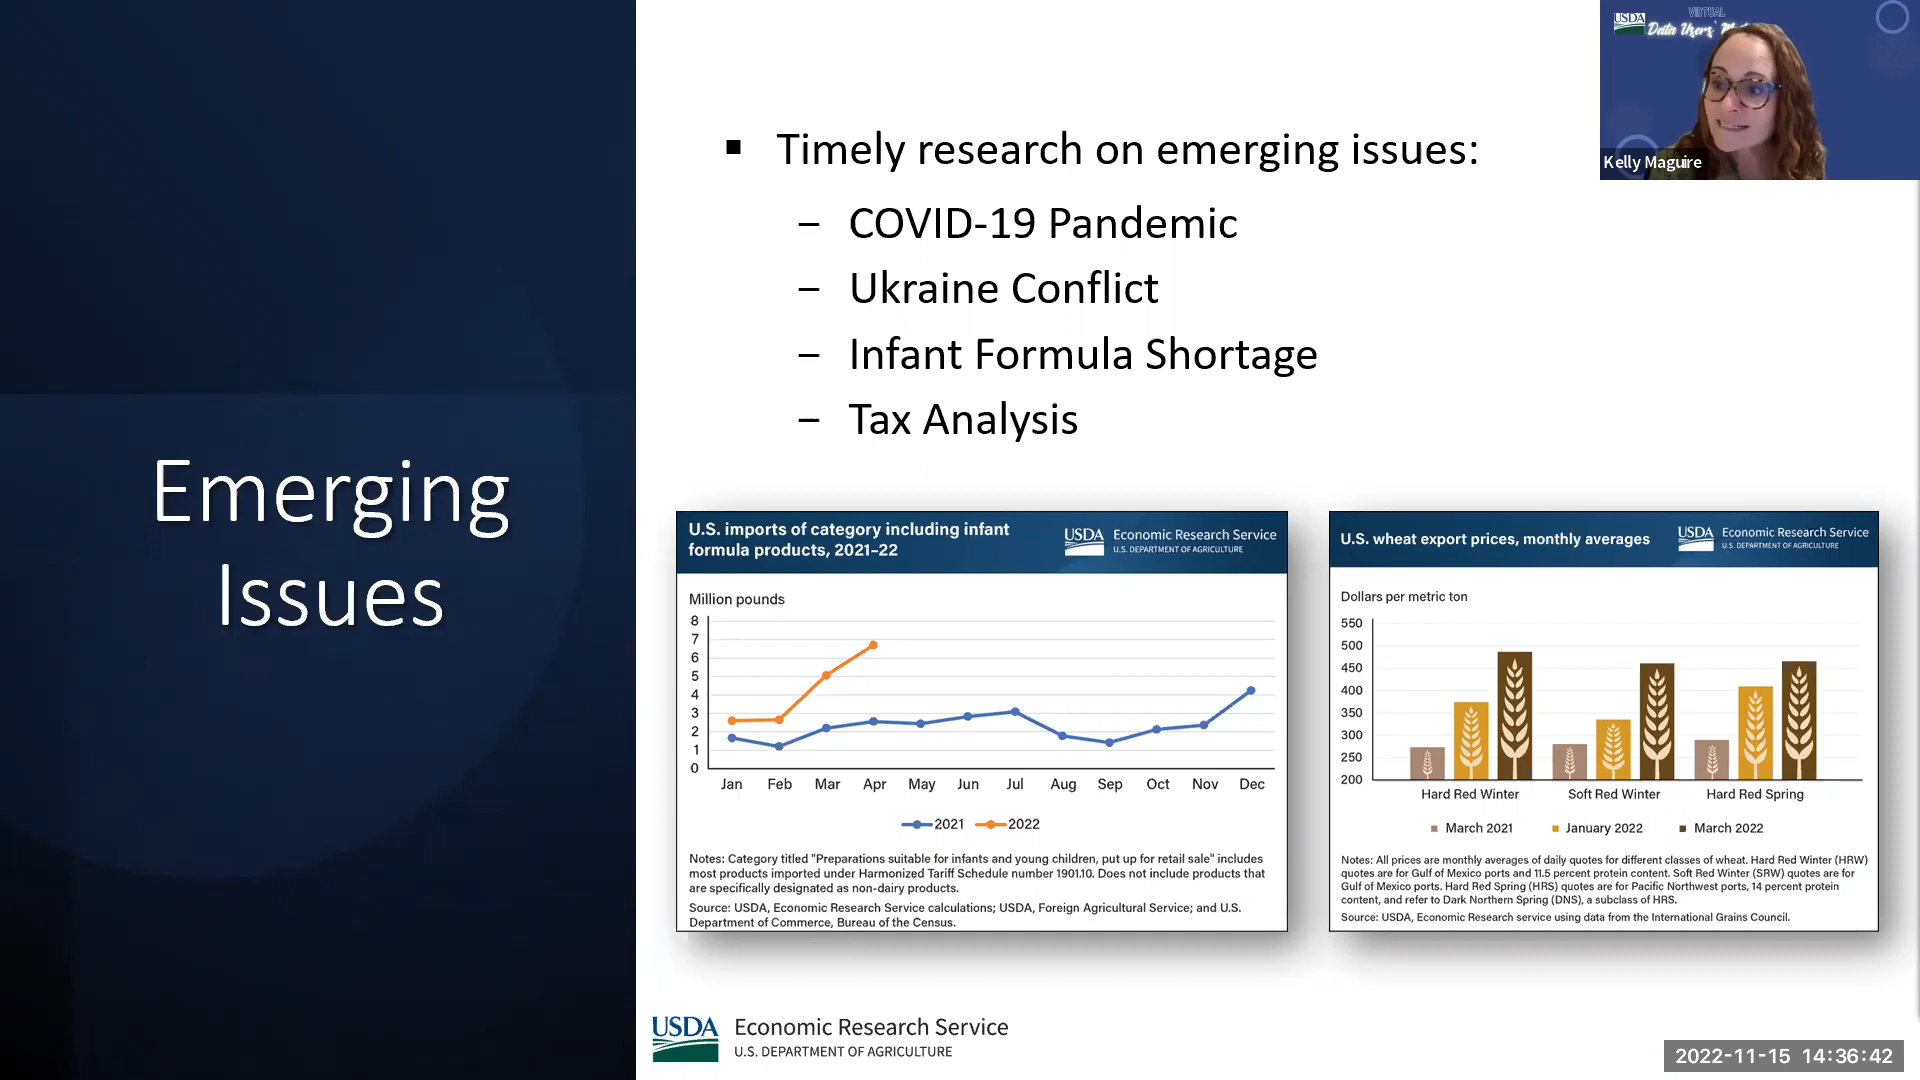 Emerging
Issues
▪ Timely research on emerging issues:
– COVID-19 Pandemic
– Ukraine Conflict
– Infant Formula Shortage
– Tax Analysis
USDA
VIRTUAL
Data Users'
Kelly Maguire
U.S. imports of category including infant
formula products, 2021–22
USDA Economic Research Service
U.S. DEPARTMENT OF AGRICULTURE
Million pounds
8
7
6
5
4
3
2
1
0
Jan Feb Mar Apr May Jun Jul Aug Sep Oct Nov Dec
2021 2022
Notes: Category titled "Preparations suitable for infants and young children, put up for retail sale" includes
most products imported under Harmonized Tariff Schedule number 1901.10. Does not include products that
are specifically designated as non-dairy products.
Source: USDA, Economic Research Service calculations; USDA, Foreign Agricultural Service; and U.S.
Department of Commerce, Bureau of the Census.
U.S. wheat export prices, monthly averages
USDA Economic Research Service
U.S. DEPARTMENT OF AGRICULTURE
Dollars per metric ton
550
500
450
400
350
300
250
200
Hard Red Winter Soft Red Winter Hard Red Spring
March 2021 January 2022 March 2022
Notes: All prices are monthly averages of daily quotes for different classes of wheat. Hard Red Winter (HRW)
quotes are for Gulf of Mexico ports and 11.5 percent protein content. Soft Red Winter (SRW) quotes are for
Gulf of Mexico ports. Hard Red Spring (HRS) quotes are for Pacific Northwest ports, 14 percent protein
content, and refer to Dark Northern Spring (DNS), a subclass of HRS.
Source: USDA, Economic Research service using data from the International Grains Council.
USDA Economic Research Service
U.S. DEPARTMENT OF AGRICULTURE
2022-11-15 14:36:42